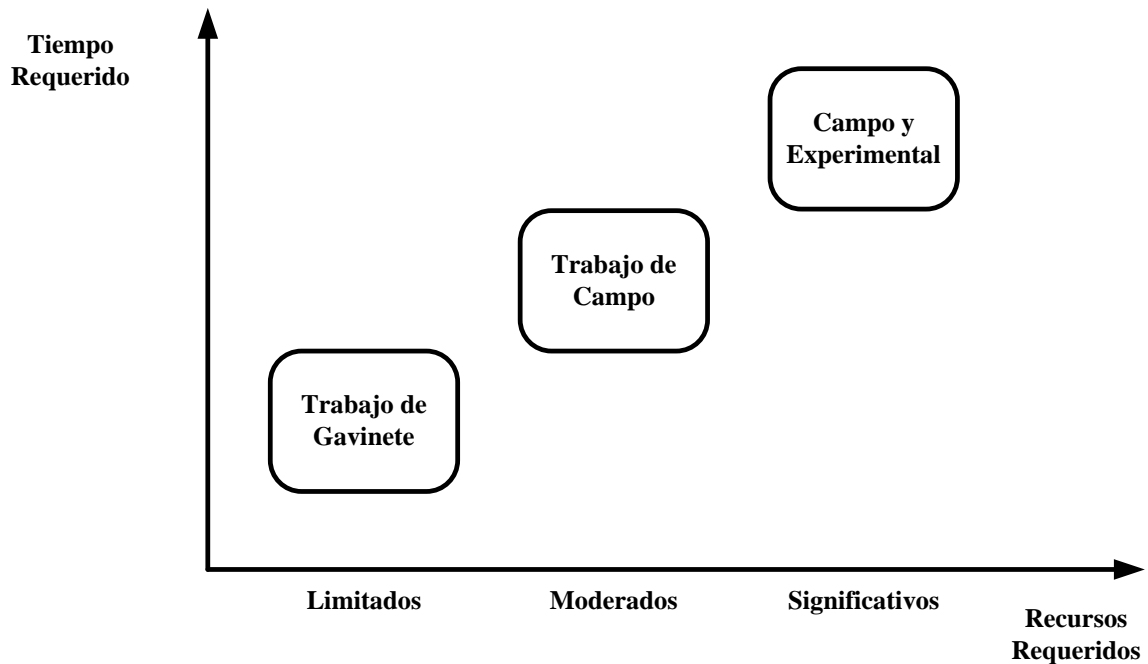 Tiempo
Requerido
Campo y
Experimental
Trabajo de
Campo
Trabajo de
Gavinete
Limitados
Moderados
Significativos
Recursos
Requeridos